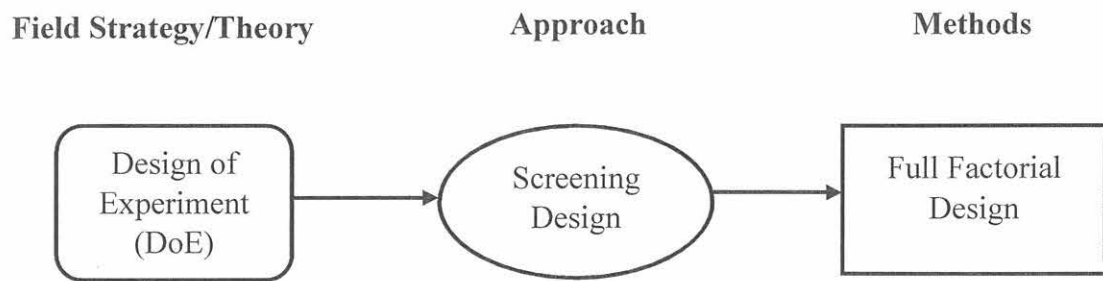 Field Strategy/Theory
Approach
Methods
Design of
Experiment
(DoE)
Screening
Design
Full Factorial
Design